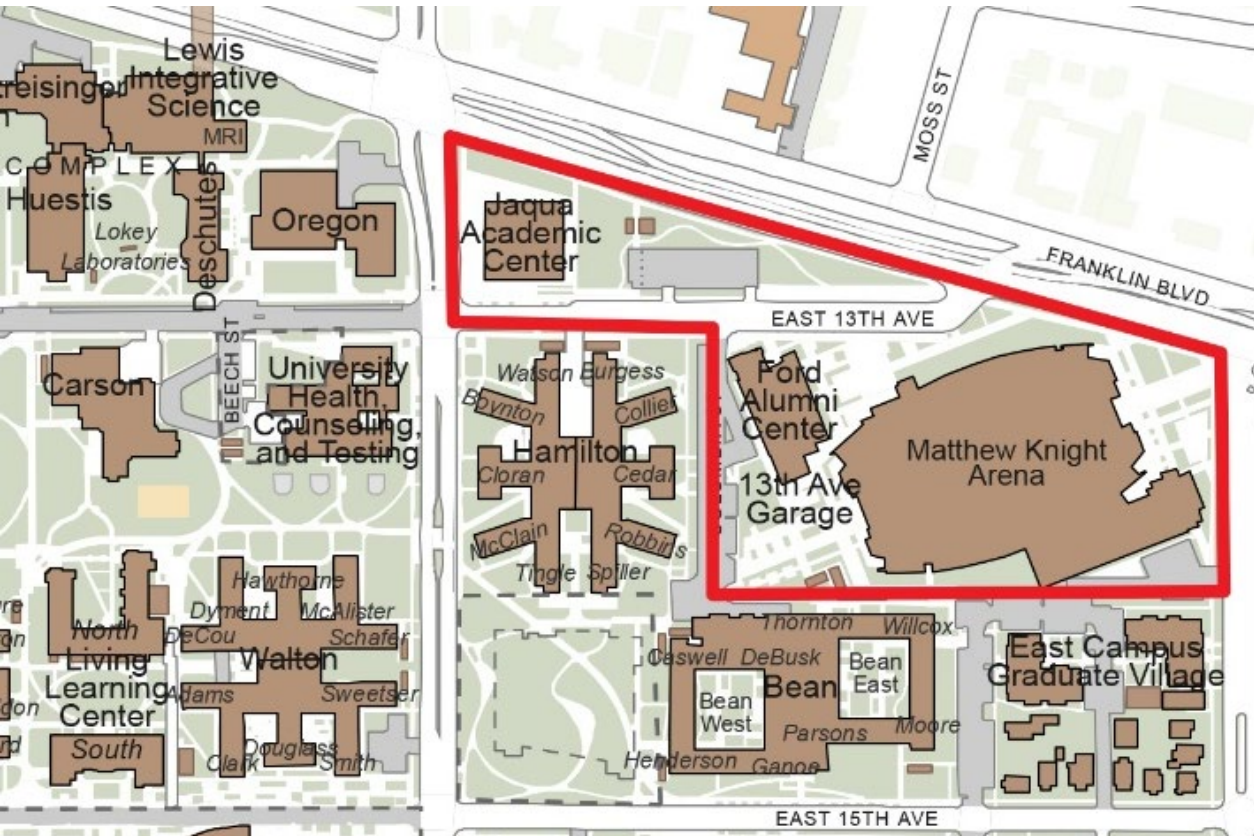 Lewis
Integrative
Science
treisinger
MRI
COMPLEX
Huestis
Deschutes
Lokey
Laboratories
Oregon
MOSS ST
Jaqua
Academic
Center
FRANKLIN BLVD
EAST 13TH AVE
BEECH ST
Carson
University
Health,
Counseling,
and Testing
Watson Burgess
Boynton
Collier
Hamilton
Cloran
Cedar
McClain
Robbins
Tingle Spiller
Ford
Alumni
Center
13th Ave
Garage
Matthew Knight
Arena
North
Living
Learning
Center
South
Hawthorne
Dyment
McAlister
DeCou
Schafer
Walton
Adams
Sweetser
Douglass
Clark
Smith
Thornton
Willcox
Caswell
DeBusk
Bean
East
Bean
Bean
West
Parsons
Moore
Henderson
Ganoe
East Campus
Graduate Village
EAST 15TH AVE